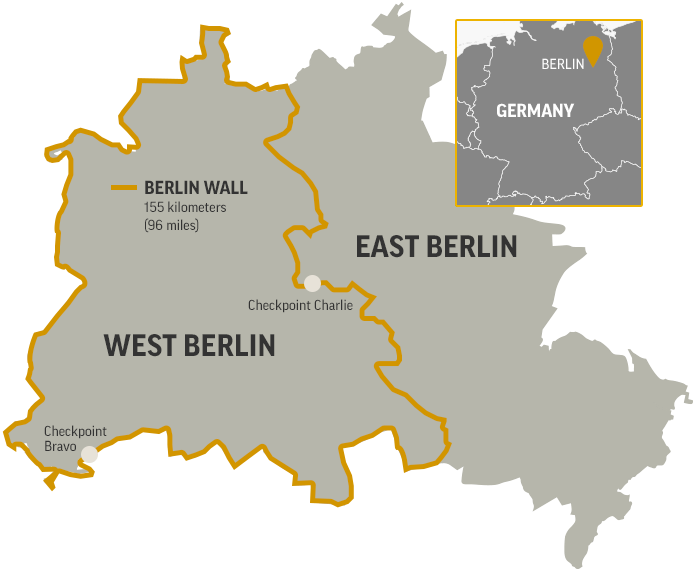 BERLIN
GERMANY
BERLIN WALL
155 kilometers
(96 miles)
EAST BERLIN
Checkpoint Charlie
WEST BERLIN
Checkpoint
Bravo